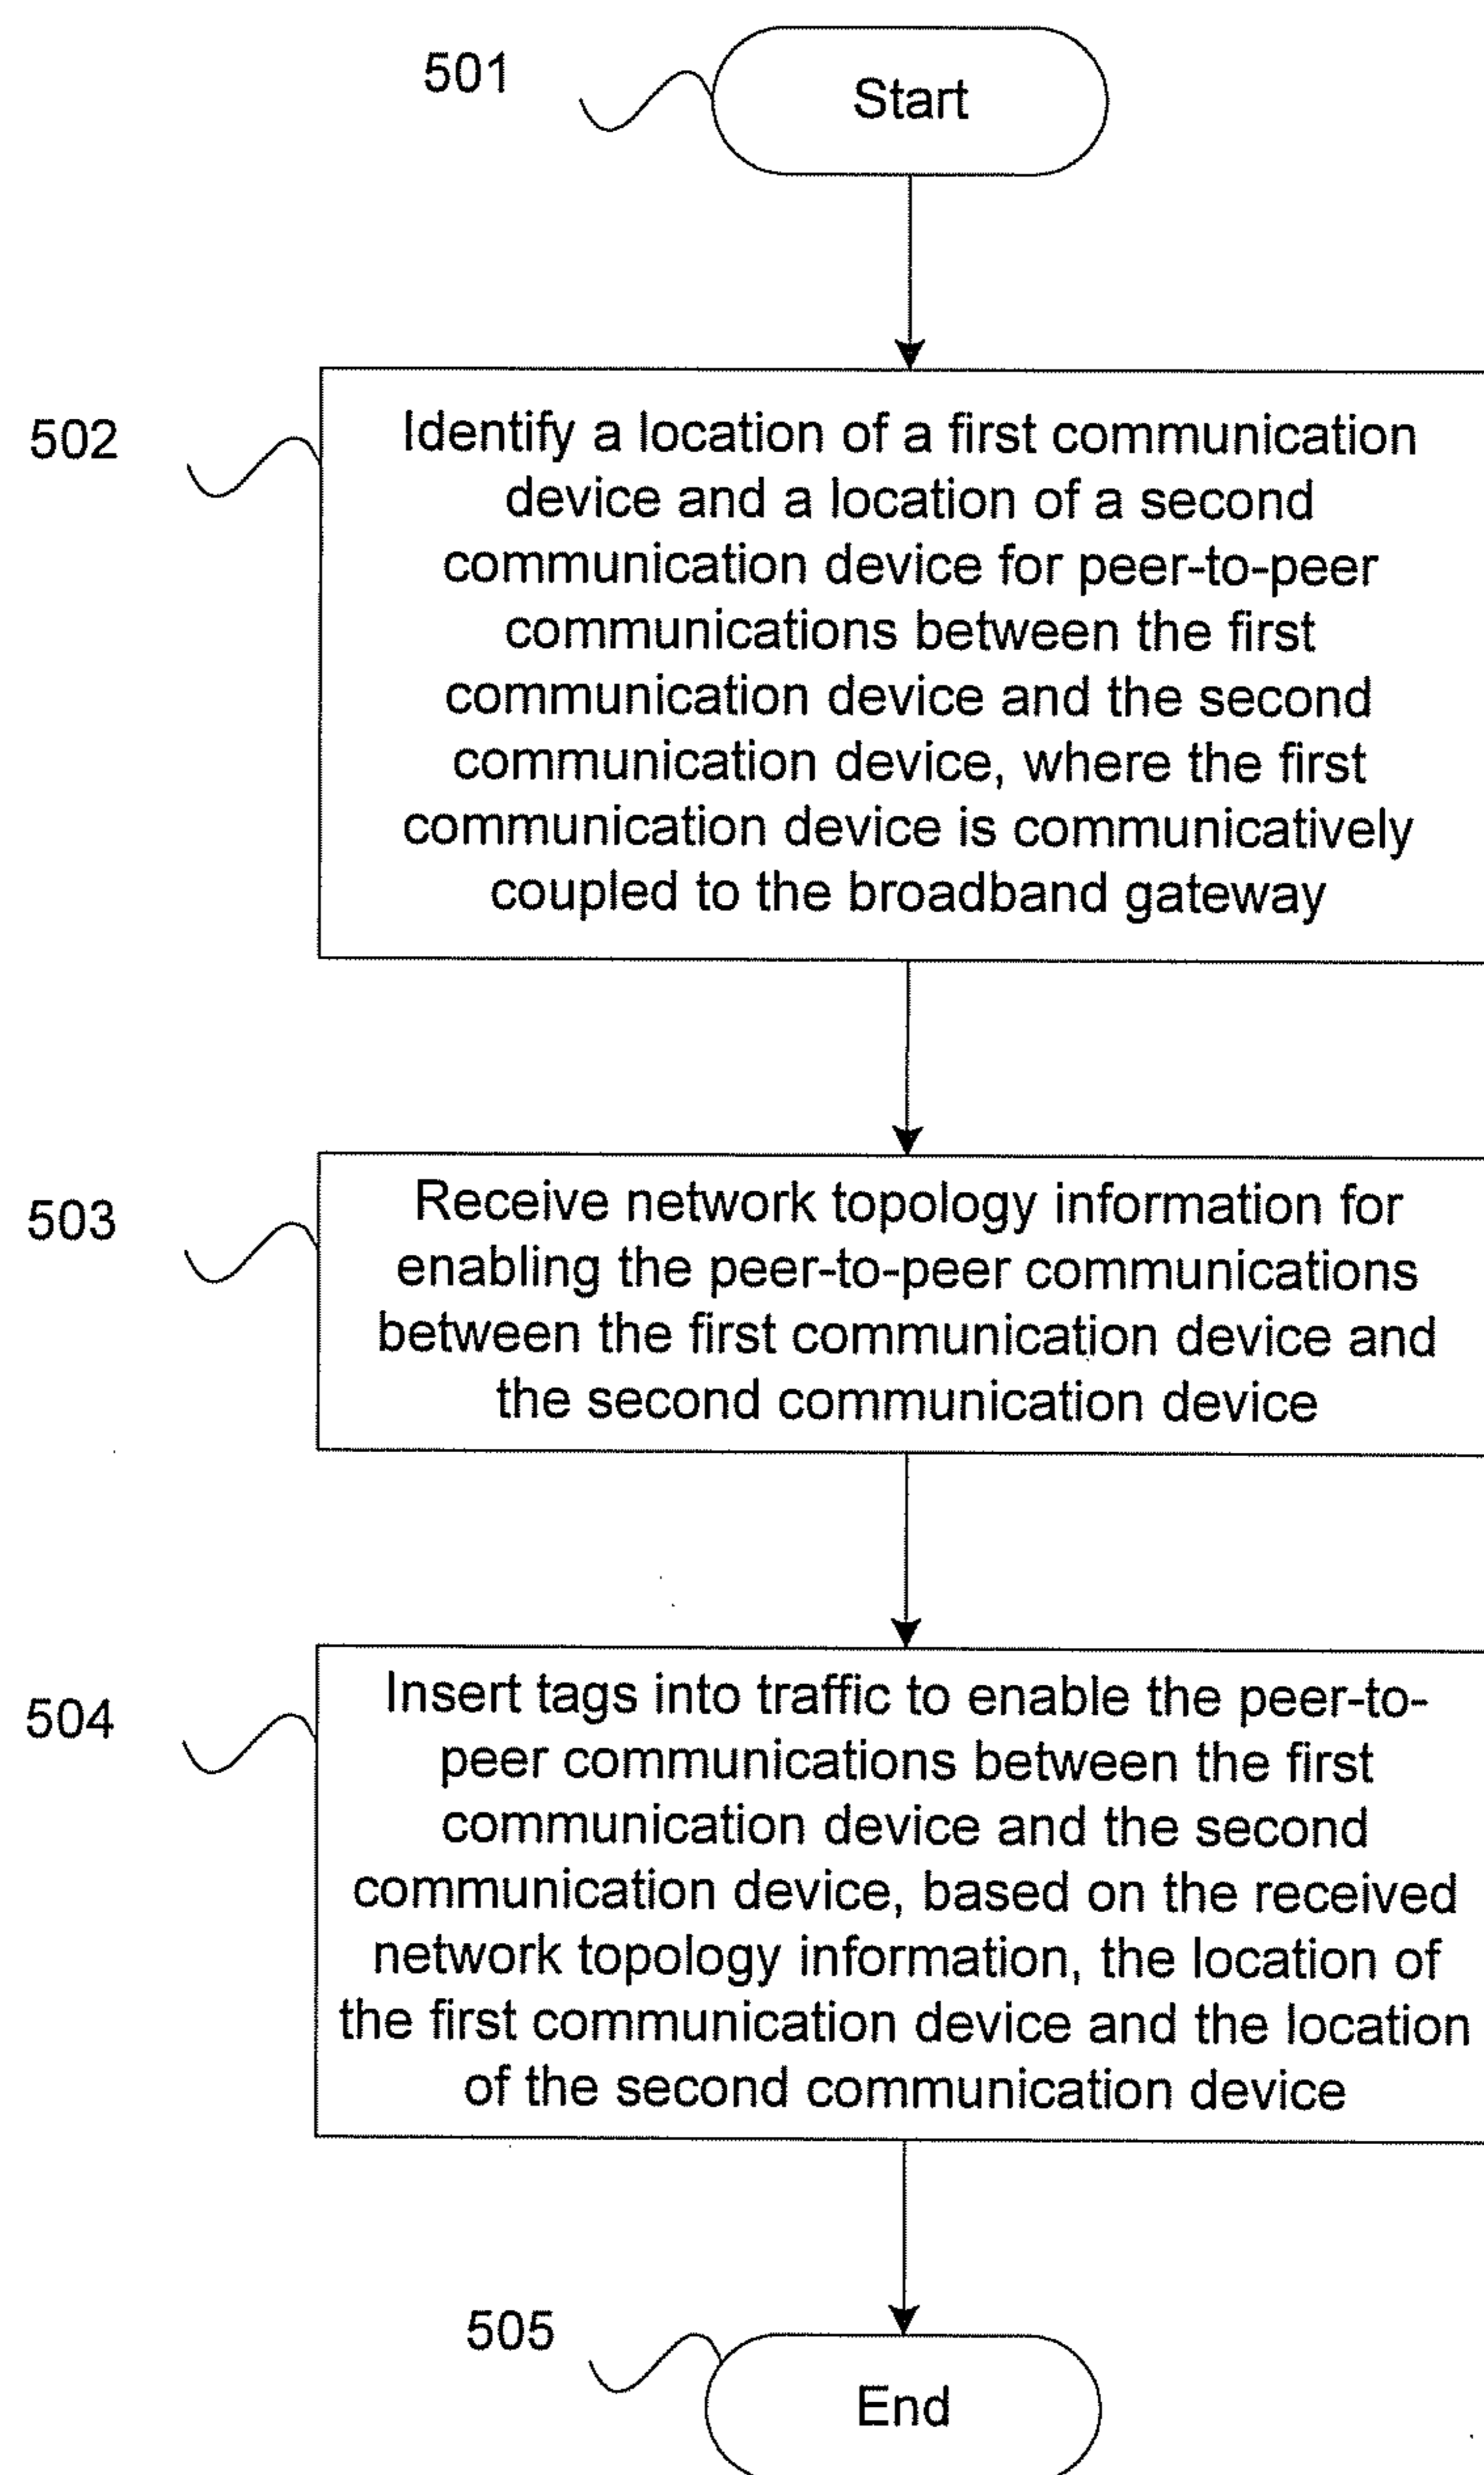 501
Start
502
Identify a location of a first communication
device and a location of a second
communication device for peer-to-peer
communications between the first
communication device and the second
communication device, where the first
communication device is communicatively
coupled to the broadband gateway
503
Receive network topology information for
enabling the peer-to-peer communications
between the first communication device and
the second communication device
504
Insert tags into traffic to enable the peer-to-
peer communications between the first
communication device and the second
communication device, based on the received
network topology information, the location of
the first communication device and the location
of the second communication device
505
End